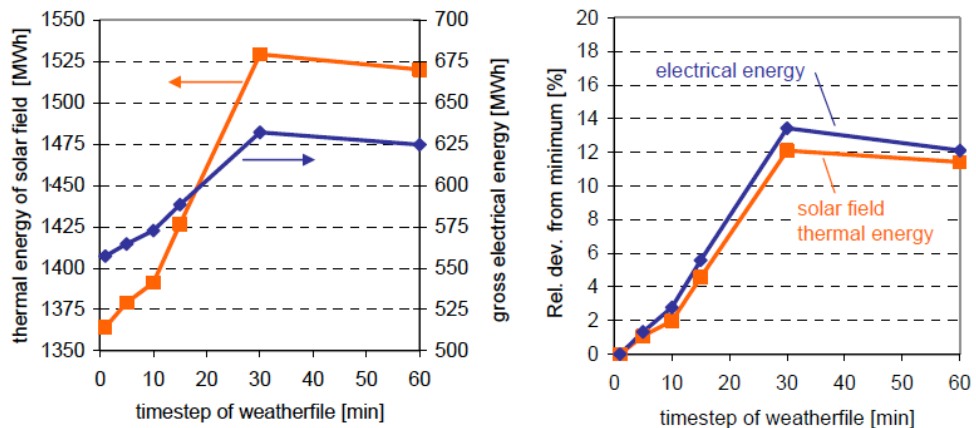 thermal energy of solar field [MWh]
1550
1525
1500
1475
1450
1425
1400
1375
1350
700
675
650
625
600
575
550
525
500
gross electrical energy [MWh]
0 10 20 30 40 50 60
timestep of weatherfile [min]
Rel. dev. from minimum [%]
20
18
16
14
12
10
8
6
4
2
0
electrical energy
solar field
thermal energy
0 10 20 30 40 50 60
timestep of weatherfile [min]